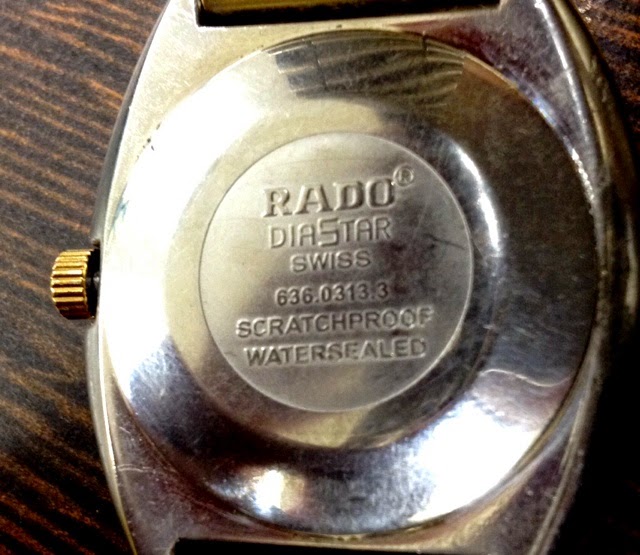 RADO®
DIASTAR
SWISS
636.0313.3
SCRATCHPROOF
WATERSEALED